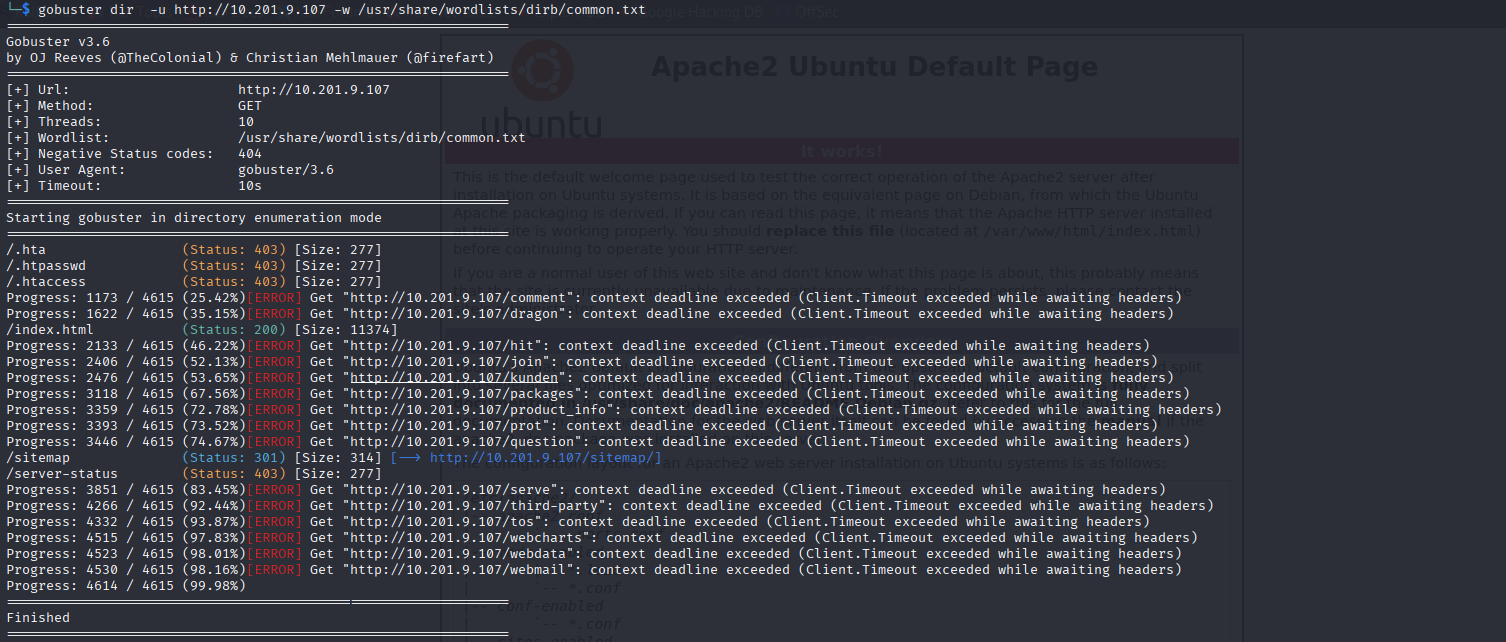 └─$ gobuster dir -u http://10.201.9.107 -w /usr/share/wordlists/dirb/common.txt
Google Hacking DB OffSec
===============================================================
Gobuster v3.6
by OJ Reeves (@TheColonial) & Christian Mehlmauer (@firefart)
===============================================================
[+] Url: http://10.201.9.107
[+] Method: GET
[+] Threads: 10
[+] Wordlist: /usr/share/wordlists/dirb/common.txt
[+] Negative Status codes: 404
[+] User Agent: gobuster/3.6
[+] Timeout: 10s
===============================================================
Starting gobuster in directory enumeration mode
===============================================================
/.hta (Status: 403) [Size: 277]
/.htpasswd (Status: 403) [Size: 277]
/.htaccess (Status: 403) [Size: 277]
Progress: 1173 / 4615 (25.42%)[ERROR] Get "http://10.201.9.107/comment": context deadline exceeded (Client.Timeout exceeded while awaiting headers)
Progress: 1622 / 4615 (35.15%)[ERROR] Get "http://10.201.9.107/dragon": context deadline exceeded (Client.Timeout exceeded while awaiting headers)
/index.html (Status: 200) [Size: 11374]
Progress: 2133 / 4615 (46.22%)[ERROR] Get "http://10.201.9.107/hit": context deadline exceeded (Client.Timeout exceeded while awaiting headers)
Progress: 2406 / 4615 (52.13%)[ERROR] Get "http://10.201.9.107/join": context deadline exceeded (Client.Timeout exceeded while awaiting headers)
Progress: 2476 / 4615 (53.65%)[ERROR] Get "http://10.201.9.107/kunden": context deadline exceeded (Client.Timeout exceeded while awaiting headers)
Progress: 3118 / 4615 (67.56%)[ERROR] Get "http://10.201.9.107/packages": context deadline exceeded (Client.Timeout exceeded while awaiting headers)
Progress: 3359 / 4615 (72.78%)[ERROR] Get "http://10.201.9.107/product_info": context deadline exceeded (Client.Timeout exceeded while awaiting headers)
Progress: 3393 / 4615 (73.52%)[ERROR] Get "http://10.201.9.107/prot": context deadline exceeded (Client.Timeout exceeded while awaiting headers)
Progress: 3446 / 4615 (74.67%)[ERROR] Get "http://10.201.9.107/question": context deadline exceeded (Client.Timeout exceeded while awaiting headers)
/sitemap (Status: 301) [Size: 314] [--> http://10.201.9.107/sitemap/]
/server-status (Status: 403) [Size: 277]
Progress: 3851 / 4615 (83.45%)[ERROR] Get "http://10.201.9.107/serve": context deadline exceeded (Client.Timeout exceeded while awaiting headers)
Progress: 4266 / 4615 (92.44%)[ERROR] Get "http://10.201.9.107/third-party": context deadline exceeded (Client.Timeout exceeded while awaiting headers)
Progress: 4332 / 4615 (93.87%)[ERROR] Get "http://10.201.9.107/tos": context deadline exceeded (Client.Timeout exceeded while awaiting headers)
Progress: 4515 / 4615 (97.83%)[ERROR] Get "http://10.201.9.107/webcharts": context deadline exceeded (Client.Timeout exceeded while awaiting headers)
Progress: 4523 / 4615 (98.01%)[ERROR] Get "http://10.201.9.107/webdata": context deadline exceeded (Client.Timeout exceeded while awaiting headers)
Progress: 4530 / 4615 (98.16%)[ERROR] Get "http://10.201.9.107/webmail": context deadline exceeded (Client.Timeout exceeded while awaiting headers)
Progress: 4614 / 4615 (99.98%)
===============================================================
Finished
===============================================================
Apache2 Ubuntu Default Page
ubuntu
It works!
This is the default welcome page used to test the correct operation of the Apache2 server after
installation on Ubuntu systems. It is based on the equivalent page on Debian, from which the Ubuntu
Apache packaging is derived. If you can read this page, it means that the Apache HTTP server installed
at this site is working properly. You should replace this file (located at /var/www/html/index.html)
before continuing to operate your HTTP server.
If you are a normal user of this web site and don't know what this page is about, this probably means
that the site is currently unavailable due to maintenance. If the problem persists, please contact the
split
if the
The configuration layout for an Apache2 web server installation on Ubuntu systems is as follows:
| `-- *.conf
|-- conf-enabled
| `-- *.conf